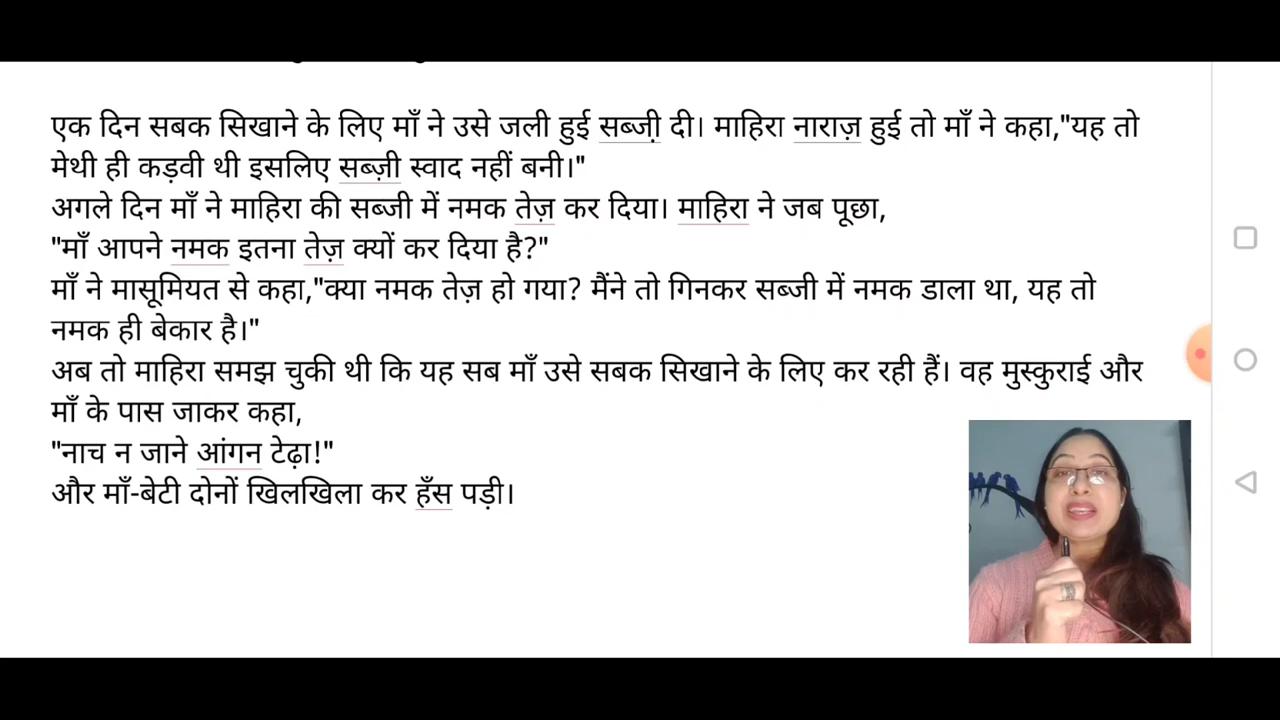 एक दिन सबक सिखाने के लिए माँ ने उसे जली हुई सब्जी़ दी। माहिरा नाराज़ हुई तो माँ ने कहा,"यह तो
मेथी ही कड़वी थी इसलिए सब्ज़ी स्वाद नहीं बनी।"
अगले दिन माँ ने माहिरा की सब्जी में नमक तेज़ कर दिया। माहिरा ने जब पूछा,
"माँ आपने नमक इतना तेज़ क्यों कर दिया है?"
माँ ने मासूमियत से कहा,"क्या नमक तेज़ हो गया? मैंने तो गिनकर सब्जी में नमक डाला था, यह तो
नमक ही बेकार है।"
अब तो माहिरा समझ चुकी थी कि यह सब माँ उसे सबक सिखाने के लिए कर रही हैं। वह मुस्कुराई और
माँ के पास जाकर कहा,
"नाच न जाने आंगन टेढ़ा!"
और माँ-बेटी दोनों खिलखिला कर हँस पड़ी।